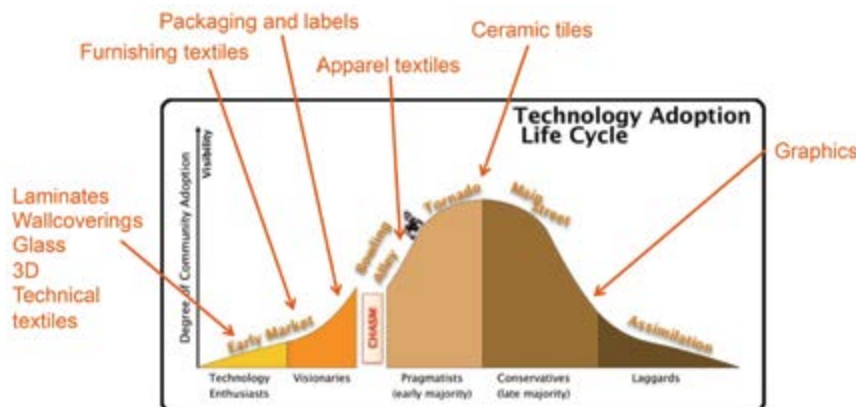 Packaging and labels
Furnishing textiles
Apparel textiles
Ceramic tiles
Technology Adoption
Life Cycle
Graphics
Laminates
Wallcoverings
Glass
3D
Technical
textiles
Degree of Community Adoption
Visibility
Early Market
Bowling
Alley
Tornado
Street
Assimilation
CHASM
Technology
Enthusiasts
Visionaries
Pragmatists
(early majority)
Conservatives
(late majority)
Laggards